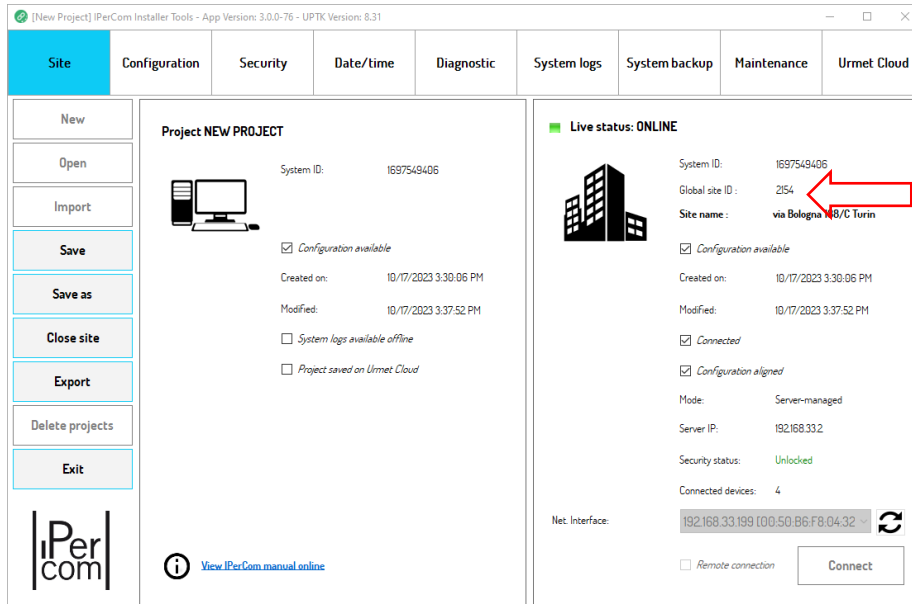 [New Project] IPerCom Installer Tools - App Version: 3.0.0-76 - UPTK Version: 8.31
Site
Configuration
Security
Date/time
Diagnostic
System logs
System backup
Maintenance
Urmet Cloud
New
Open
Import
Save
Save as
Close site
Export
Delete projects
Exit
IPer
com
Project NEW PROJECT
System ID: 1697549406
Configuration available
Created on: 10/17/2023 3:30:06 PM
Modified: 10/17/2023 3:37:52 PM
System logs available offline
Project saved on Urmet Cloud
View IPerCom manual online
Live status: ONLINE
System ID: 1697549406
Global site ID : 2154
Site name : via Bologna 188/C Turin
Configuration available
Created on: 10/17/2023 3:30:06 PM
Modified: 10/17/2023 3:37:52 PM
Connected
Configuration aligned
Mode: Server-managed
Server IP: 192.168.33.2
Security status: Unlocked
Connected devices: 4
Net. Interface: 192.168.33.199 [00:50:B6:F8:04:32
Remote connection
Connect